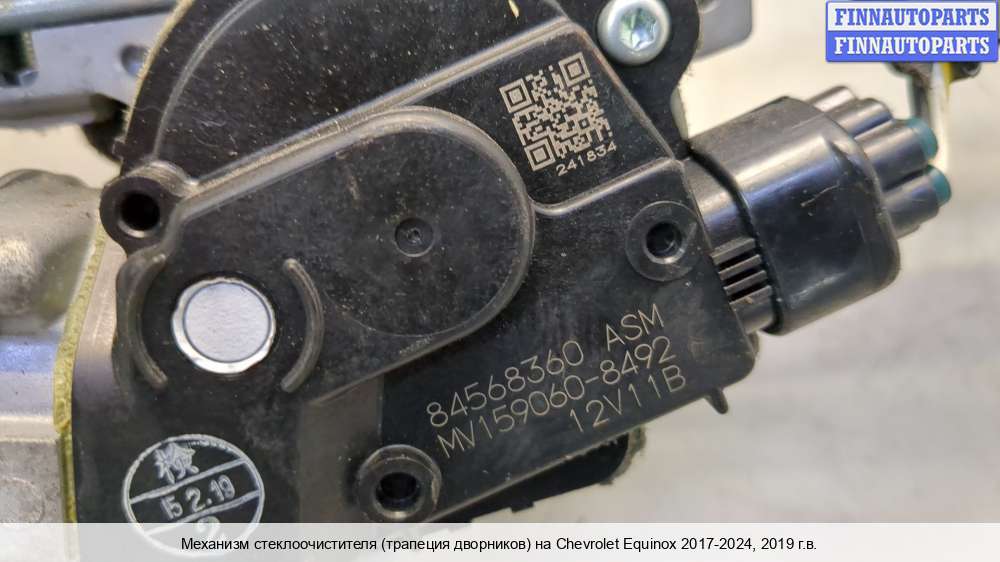 FINNAUTOPARTS
FINNAUTOPARTS
241834
84568360 ASM
MV159060-8492
12V11B
検
15 2.19
2
Механизм стеклоочистителя (трапеция дворников) на Chevrolet Equinox 2017-2024, 2019 г.в.